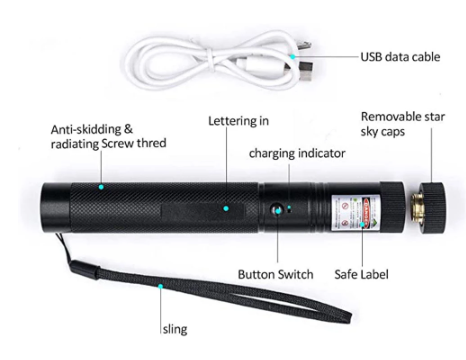 USB data cable
Removable star
sky caps
Anti-skidding &
radiating Screw thred
Lettering in
charging indicator
Button Switch
Safe Label
sling